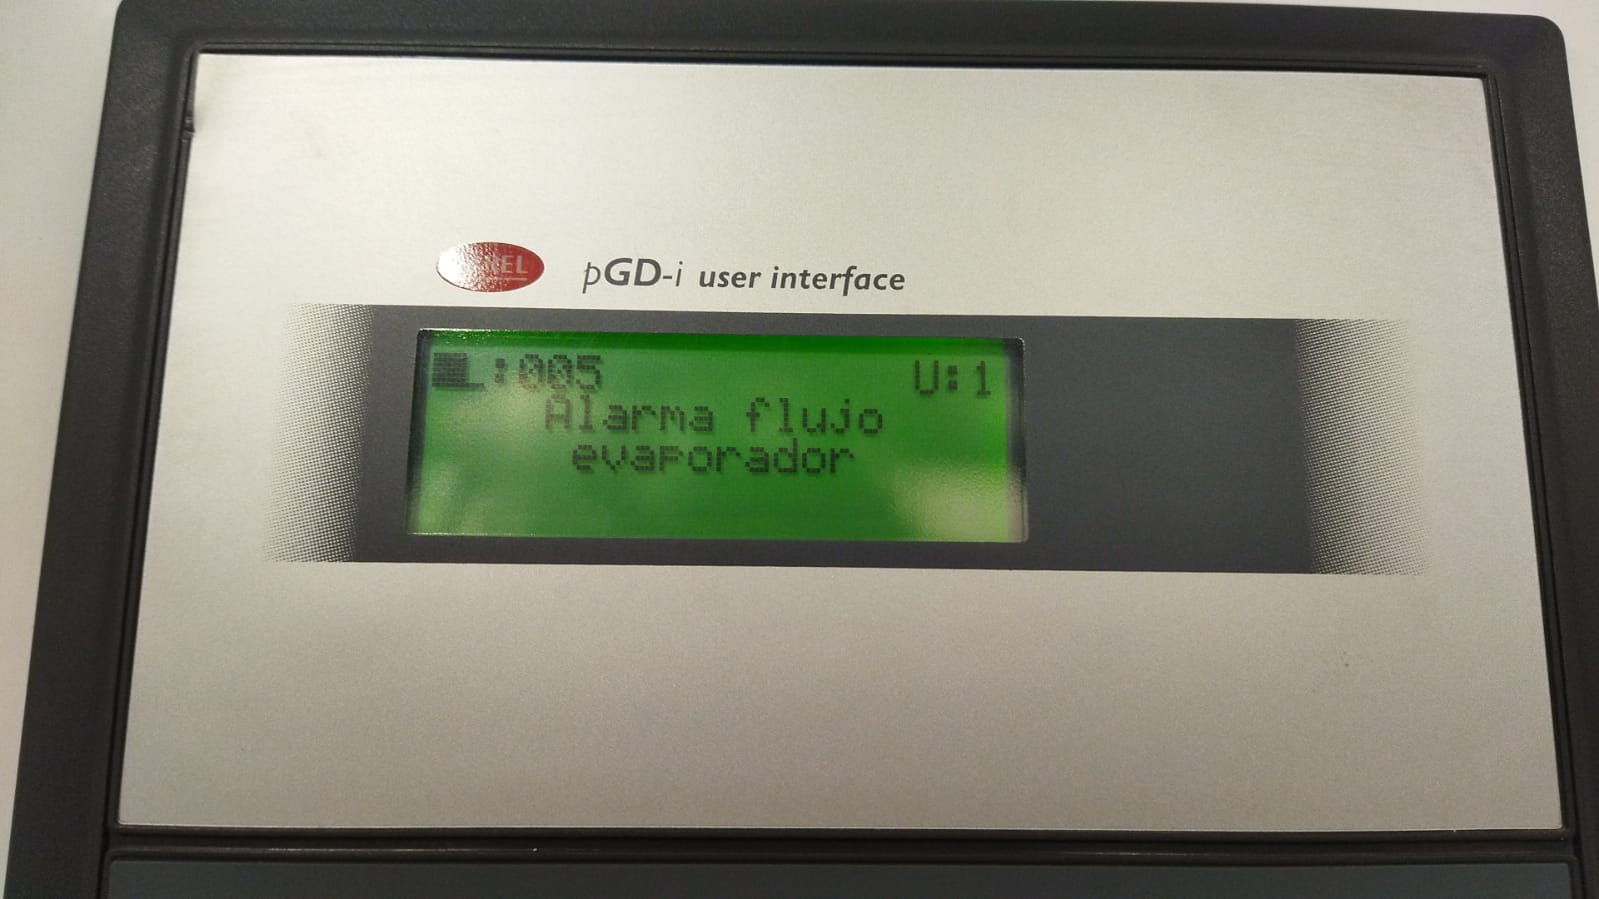 pGD-i user interface
:005 U:1
Alarma flujo
evaporador